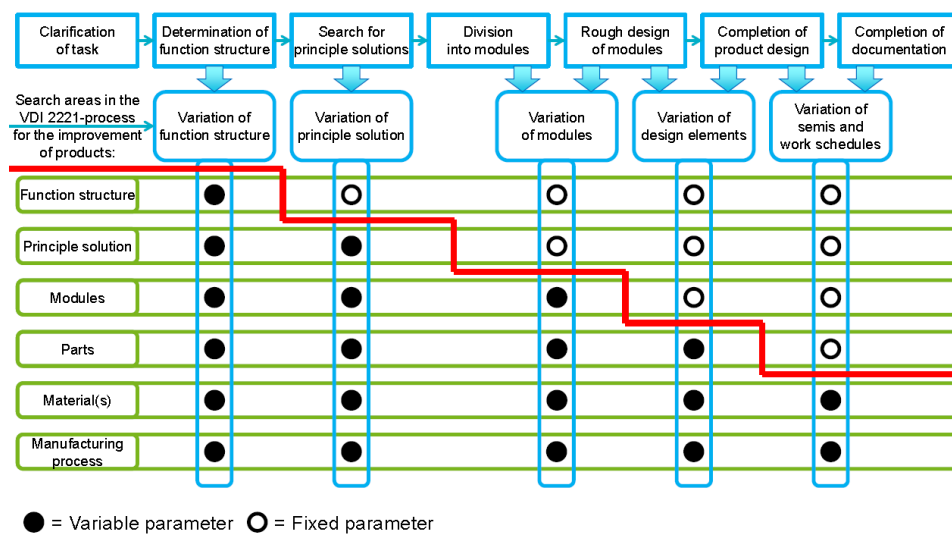 Clarification
of task
Determination of
function structure
Search for
principle solutions
Division
into modules
Rough design
of modules
Completion of
product design
Completion of
documentation
Search areas in the
VDI 2221-process
for the improvement
of products:
Variation of
function structure
Variation of
principle solution
Variation
of modules
Variation of
design elements
Variation of
semis and
work schedules
Function structure
Principle solution
Modules
Parts
Material(s)
Manufacturing
process
= Variable parameter
= Fixed parameter